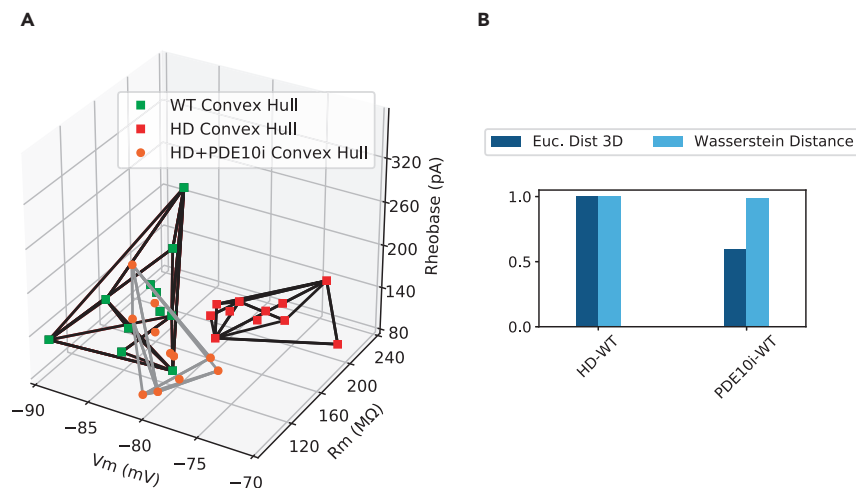 A
WT Convex Hull
HD Convex Hull
HD+PDE10i Convex Hull
320
260
200
140
80
Rheobase (pA)
240
200
160
120
Rm (MΩ)
−90
−85
−80
−75
−70
Vm (mV)
B
Euc. Dist 3D
Wasserstein Distance
1.0
0.5
0.0
HD-WT
PDE10i-WT